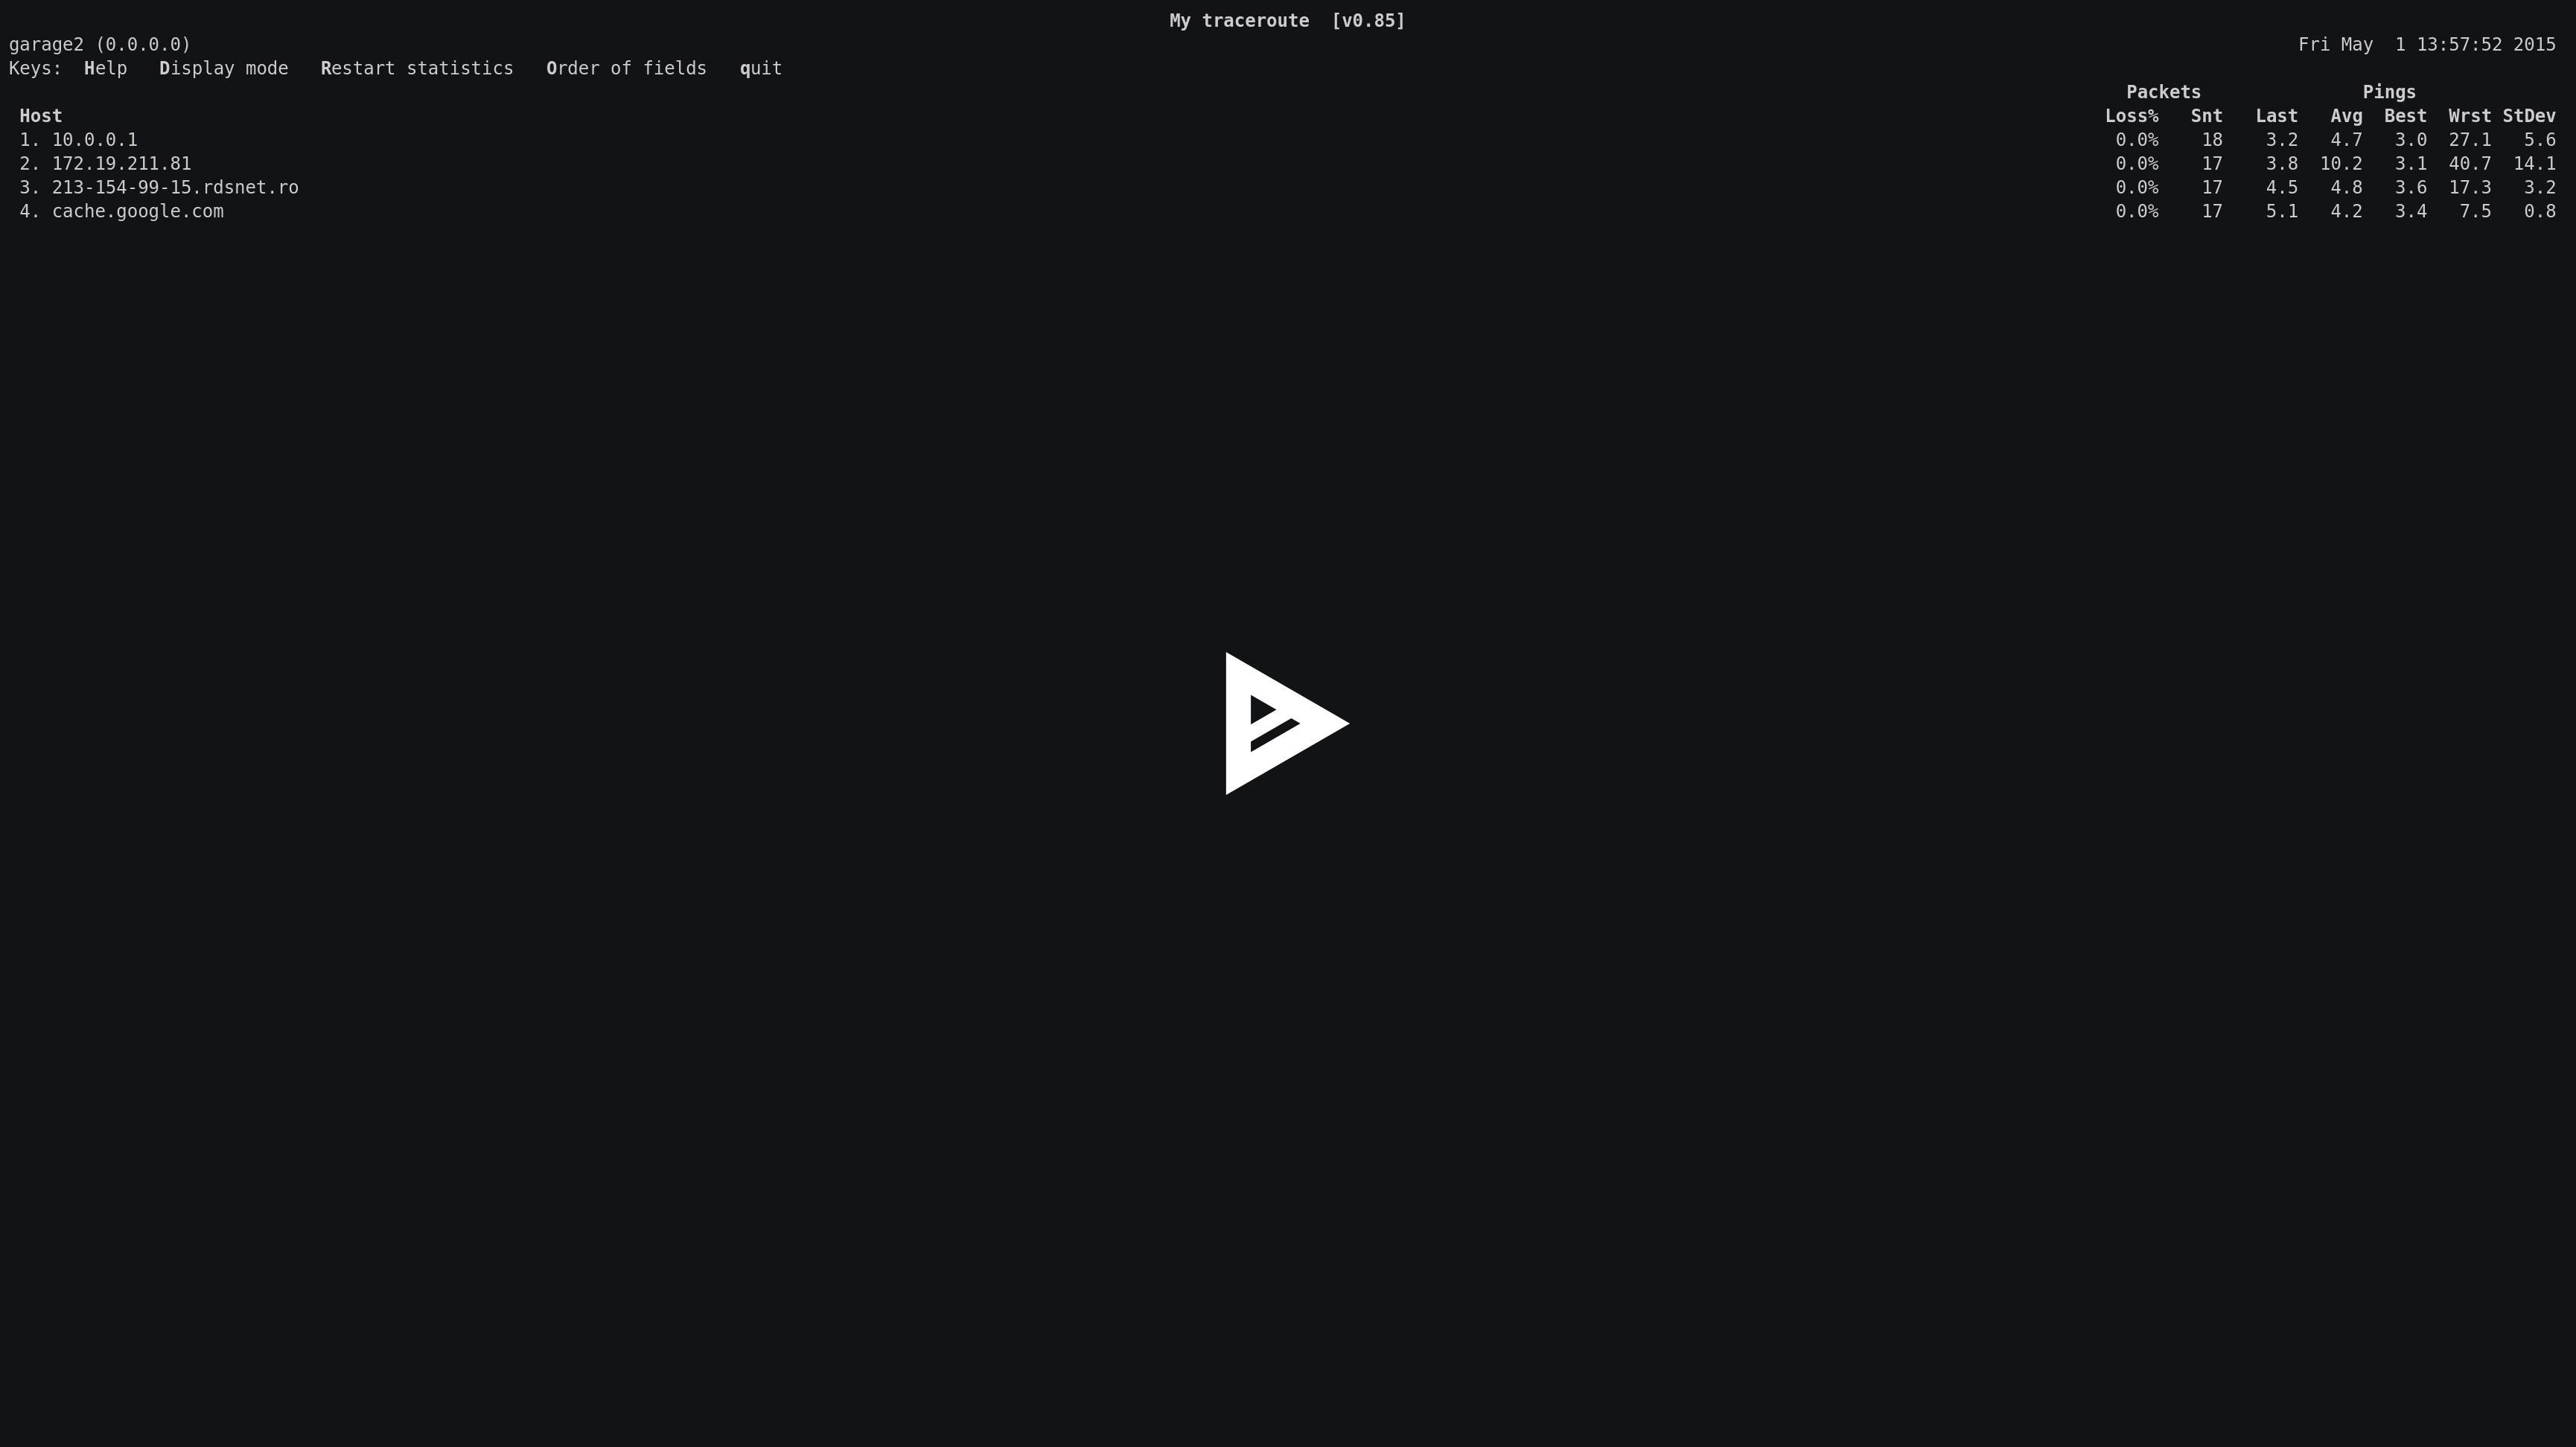 My traceroute  [v0.85]
garage2 (0.0.0.0)                                        Fri May  1 13:57:52 2015
Keys:  Help   Display mode   Restart statistics   Order of fields   quit
Packets               Pings
Host                                     Loss%   Snt   Last   Avg  Best  Wrst StDev
1. 10.0.0.1                              0.0%    18    3.2   4.7   3.0  27.1   5.6
2. 172.19.211.81                         0.0%    17    3.8  10.2   3.1  40.7  14.1
3. 213-154-99-15.rdsnet.ro               0.0%    17    4.5   4.8   3.6  17.3   3.2
4. cache.google.com                      0.0%    17    5.1   4.2   3.4   7.5   0.8